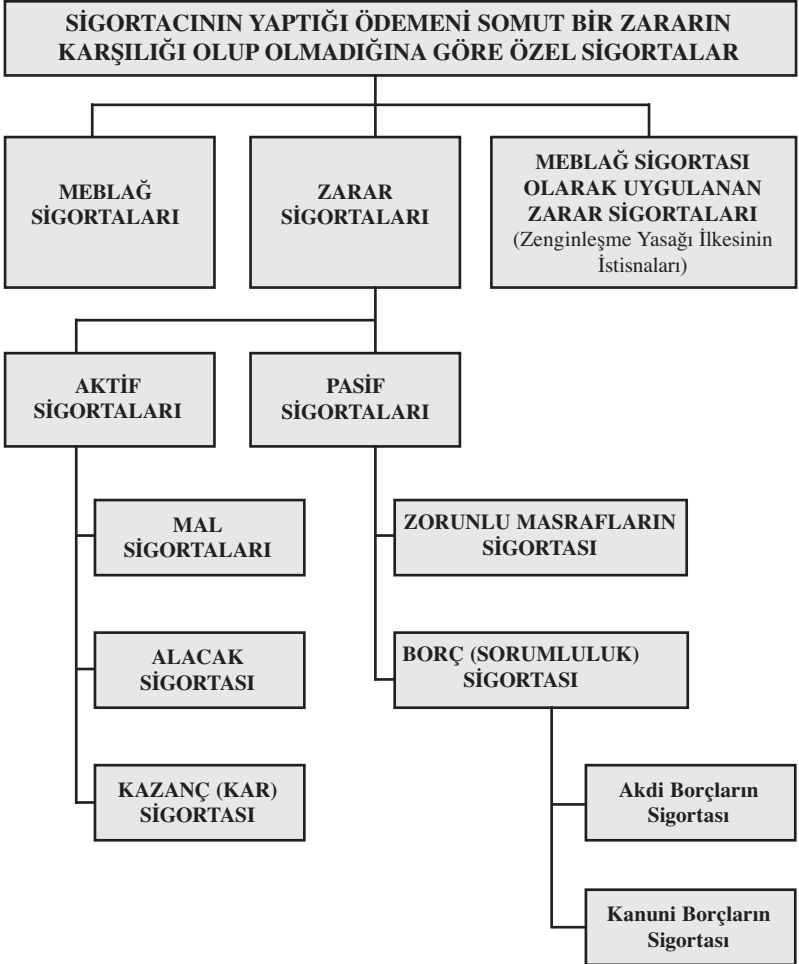 SİGORTACININ YAPTIĞI ÖDEMENİ SOMUT BİR ZARARIN
KARŞILIĞI OLUP OLMADIĞINA GÖRE ÖZEL SİGORTALAR
MEBLAĞ
SİGORTALARI
ZARAR
SİGORTALARI
MEBLAĞ SİGORTASI
OLARAK UYGULANAN
ZARAR SİGORTALARI
(Zenginleşme Yasağı İlkesinin
İstisnaları)
AKTİF
SİGORTALARI
PASİF
SİGORTALARI
MAL
SİGORTALARI
ZORUNLU MASRAFLARIN
SİGORTASI
ALACAK
SİGORTASI
BORÇ (SORUMLULUK)
SİGORTASI
KAZANÇ (KAR)
SİGORTASI
Akdi Borçların
Sigortası
Kanuni Borçların
Sigortası